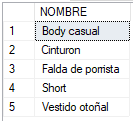 NOMBRE
1 Body casual
2 Cinturon
3 Falda de porrista
4 Short
5 Vestido otoñal